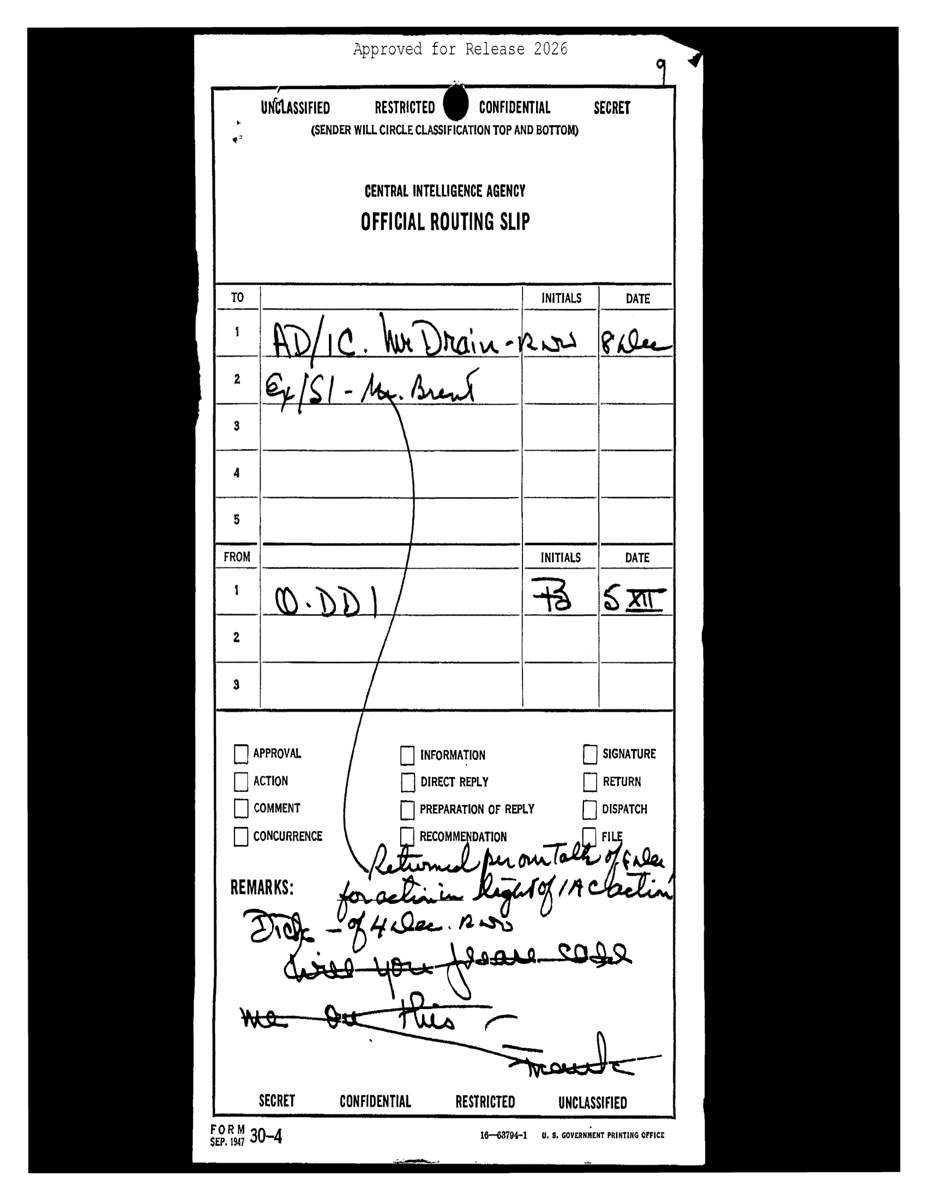 Approved for Release 2026
9
UNCLASSIFIED RESTRICTED CONFIDENTIAL SECRET
(SENDER WILL CIRCLE CLASSIFICATION TOP AND BOTTOM)
CENTRAL INTELLIGENCE AGENCY
OFFICIAL ROUTING SLIP
TO INITIALS DATE
1 AD/IC. Mr Drain - RWW 8 Dec
2 Ex/SI - Mr. Brent
3
4
5
FROM INITIALS DATE
1 O.DDI 5 XII
2
3
APPROVAL INFORMATION SIGNATURE
ACTION DIRECT REPLY RETURN
COMMENT PREPARATION OF REPLY DISPATCH
CONCURRENCE RECOMMENDATION FILE
Returned per our Talk of Dec
REMARKS: for action in light of IAC action
Dick - of 4 Dec.
Will you please
me on this -
SECRET CONFIDENTIAL RESTRICTED UNCLASSIFIED
FORM SEP. 1947 30-4 16—63794-1 U. S. GOVERNMENT PRINTING OFFICE